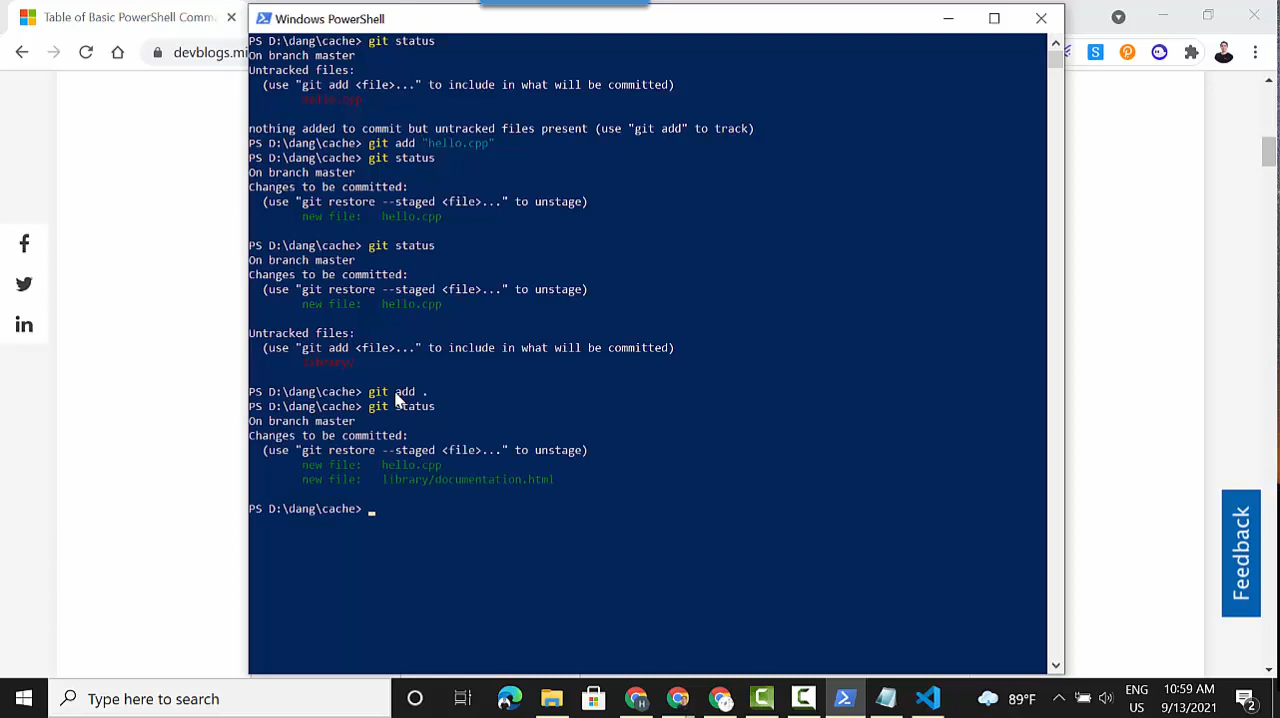 Table of Basic PowerShell Comm
devblogs.mi
Windows PowerShell
PS D:\dang\cache> git status
On branch master
Untracked files:
(use "git add <file>..." to include in what will be committed)
hello.cpp
nothing added to commit but untracked files present (use "git add" to track)
PS D:\dang\cache> git add "hello.cpp"
PS D:\dang\cache> git status
On branch master
Changes to be committed:
(use "git restore --staged <file>..." to unstage)
new file:   hello.cpp
PS D:\dang\cache> git status
On branch master
Changes to be committed:
(use "git restore --staged <file>..." to unstage)
new file:   hello.cpp
Untracked files:
(use "git add <file>..." to include in what will be committed)
library/
PS D:\dang\cache> git add .
PS D:\dang\cache> git status
On branch master
Changes to be committed:
(use "git restore --staged <file>..." to unstage)
new file:   hello.cpp
new file:   library/documentation.html
PS D:\dang\cache>
Feedback
Type here to search
89°F
ENG
US
10:59 AM
9/13/2021
2